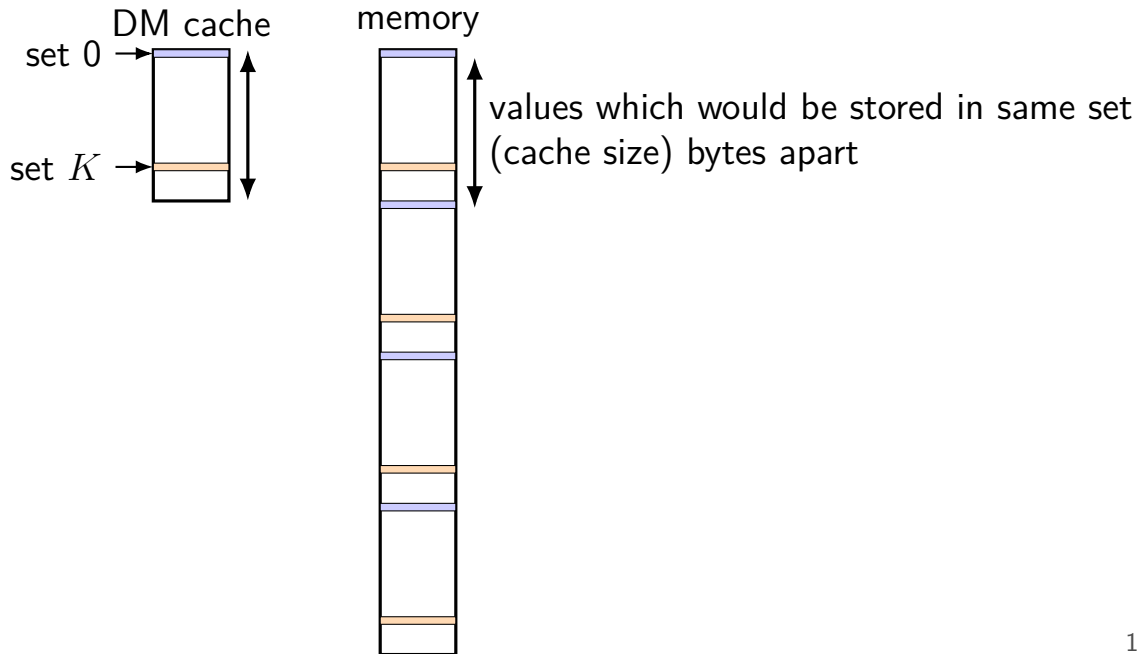 DM cache
memory
set 0
values which would be stored in same set
(cache size) bytes apart
set K
1